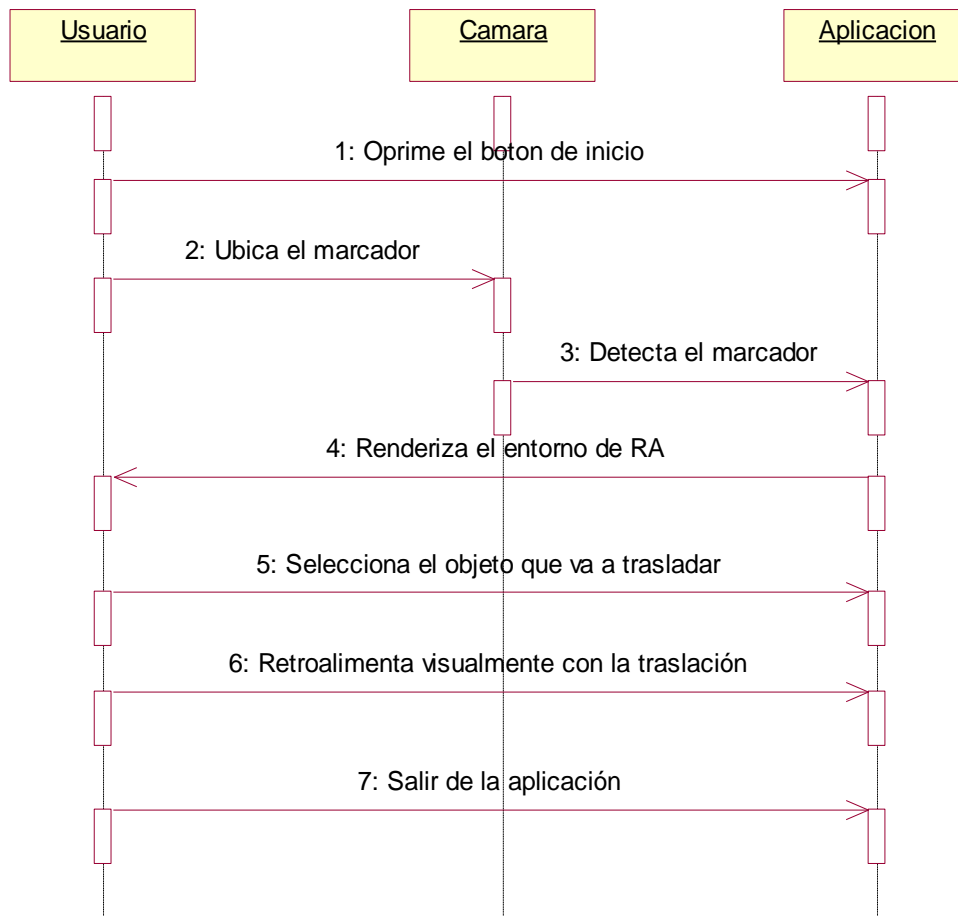 Usuario
Camara
Aplicacion
1: Oprime el boton de inicio
2: Ubica el marcador
3: Detecta el marcador
4: Renderiza el entorno de RA
5: Selecciona el objeto que va a trasladar
6: Retroalimenta visualmente con la traslación
7: Salir de la aplicación